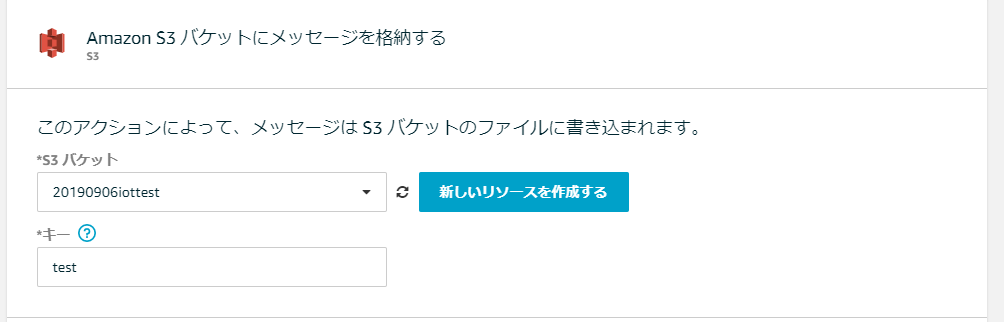 Amazon S3 バケットにメッセージを格納する
S3
このアクションによって、メッセージは S3 バケットのファイルに書き込まれます。
*S3 バケット
20190906iottest
新しいリソースを作成する
*キー ?
test